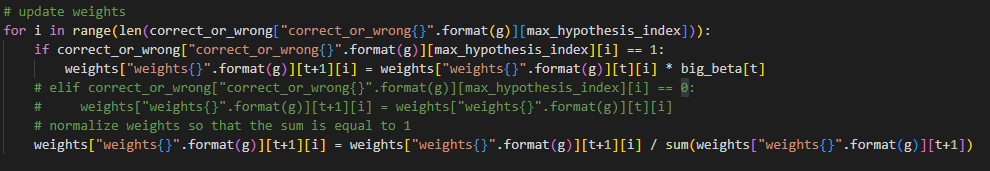 # update weights
for i in range(len(correct_or_wrong["correct_or_wrong{}".format(g)][max_hypothesis_index])):
    if correct_or_wrong["correct_or_wrong{}".format(g)][max_hypothesis_index][i] == 1:
        weights["weights{}".format(g)][t+1][i] = weights["weights{}".format(g)][t][i] * big_beta[t]
    # elif correct_or_wrong["correct_or_wrong{}".format(g)][max_hypothesis_index][i] == 0:
    #     weights["weights{}".format(g)][t+1][i] = weights["weights{}".format(g)][t][i]
    # normalize weights so that the sum is equal to 1
    weights["weights{}".format(g)][t+1][i] = weights["weights{}".format(g)][t+1][i] / sum(weights["weights{}".format(g)][t+1])